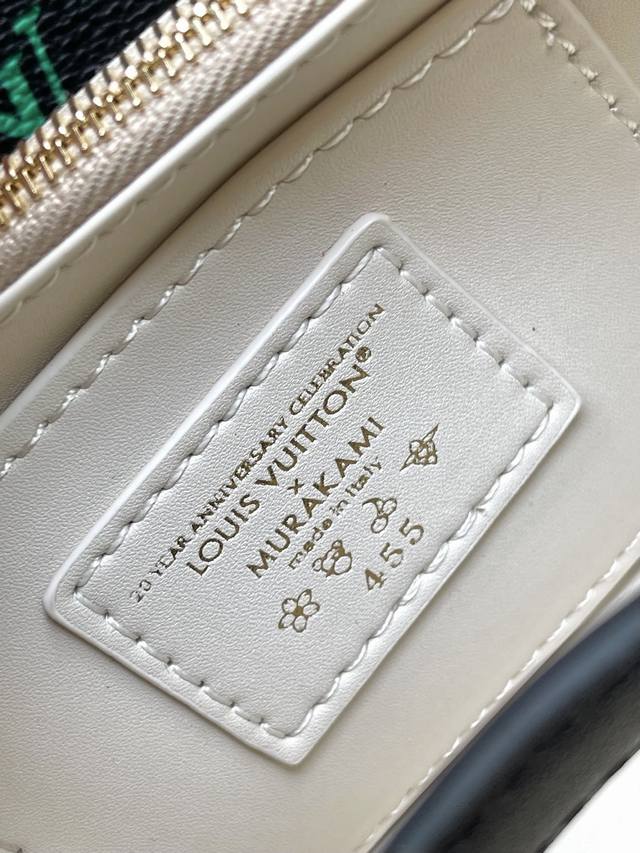 20 YEAR ANNIVERSARY CELEBRATION
LOUIS VUITTON®
×
MURAKAMI
made in Italy
455